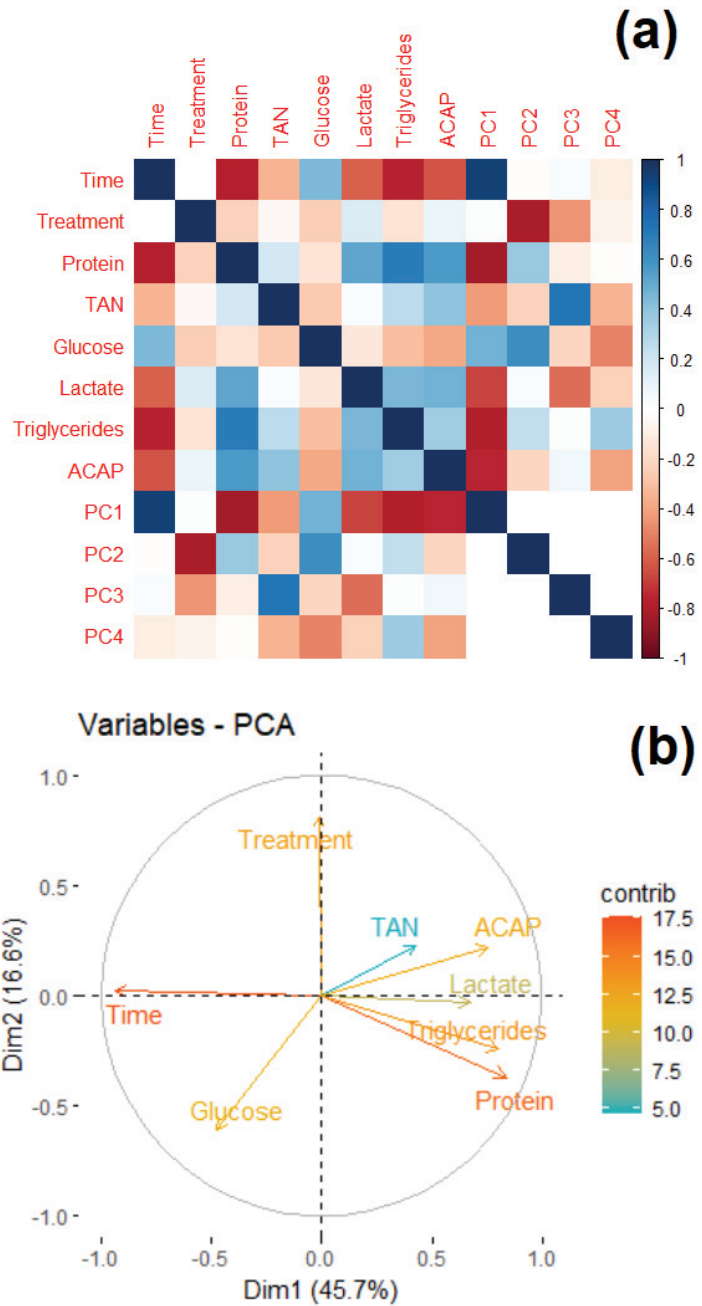 (a)
Time
Treatment
Protein
TAN
Glucose
Lactate
Triglycerides
ACAP
PC1
PC2
PC3
PC4
Time
Treatment
Protein
TAN
Glucose
Lactate
Triglycerides
ACAP
PC1
PC2
PC3
PC4
1
0.8
0.6
0.4
0.2
0
-0.2
-0.4
-0.6
-0.8
-1
Variables - PCA
(b)
1.0
0.5
0.0
-0.5
-1.0
Dim2 (16.6%)
Treatment
TAN
ACAP
Lactate
Time
Triglycerides
Protein
Glucose
-1.0
-0.5
0.0
0.5
1.0
Dim1 (45.7%)
contrib
17.5
15.0
12.5
10.0
7.5
5.0